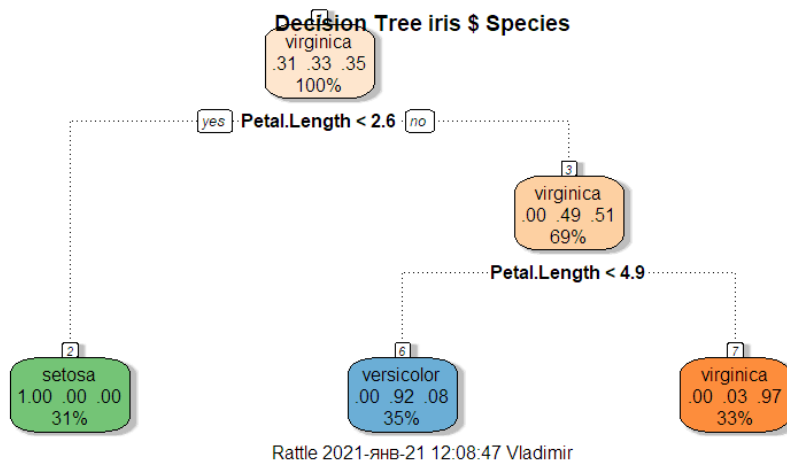 Decision Tree iris $ Species
1
virginica
.31 .33 .35
100%
yes Petal.Length < 2.6 no
3
virginica
.00 .49 .51
69%
Petal.Length < 4.9
2
setosa
1.00 .00 .00
31%
6
versicolor
.00 .92 .08
35%
7
virginica
.00 .03 .97
33%
Rattle 2021-янв-21 12:08:47 Vladimir